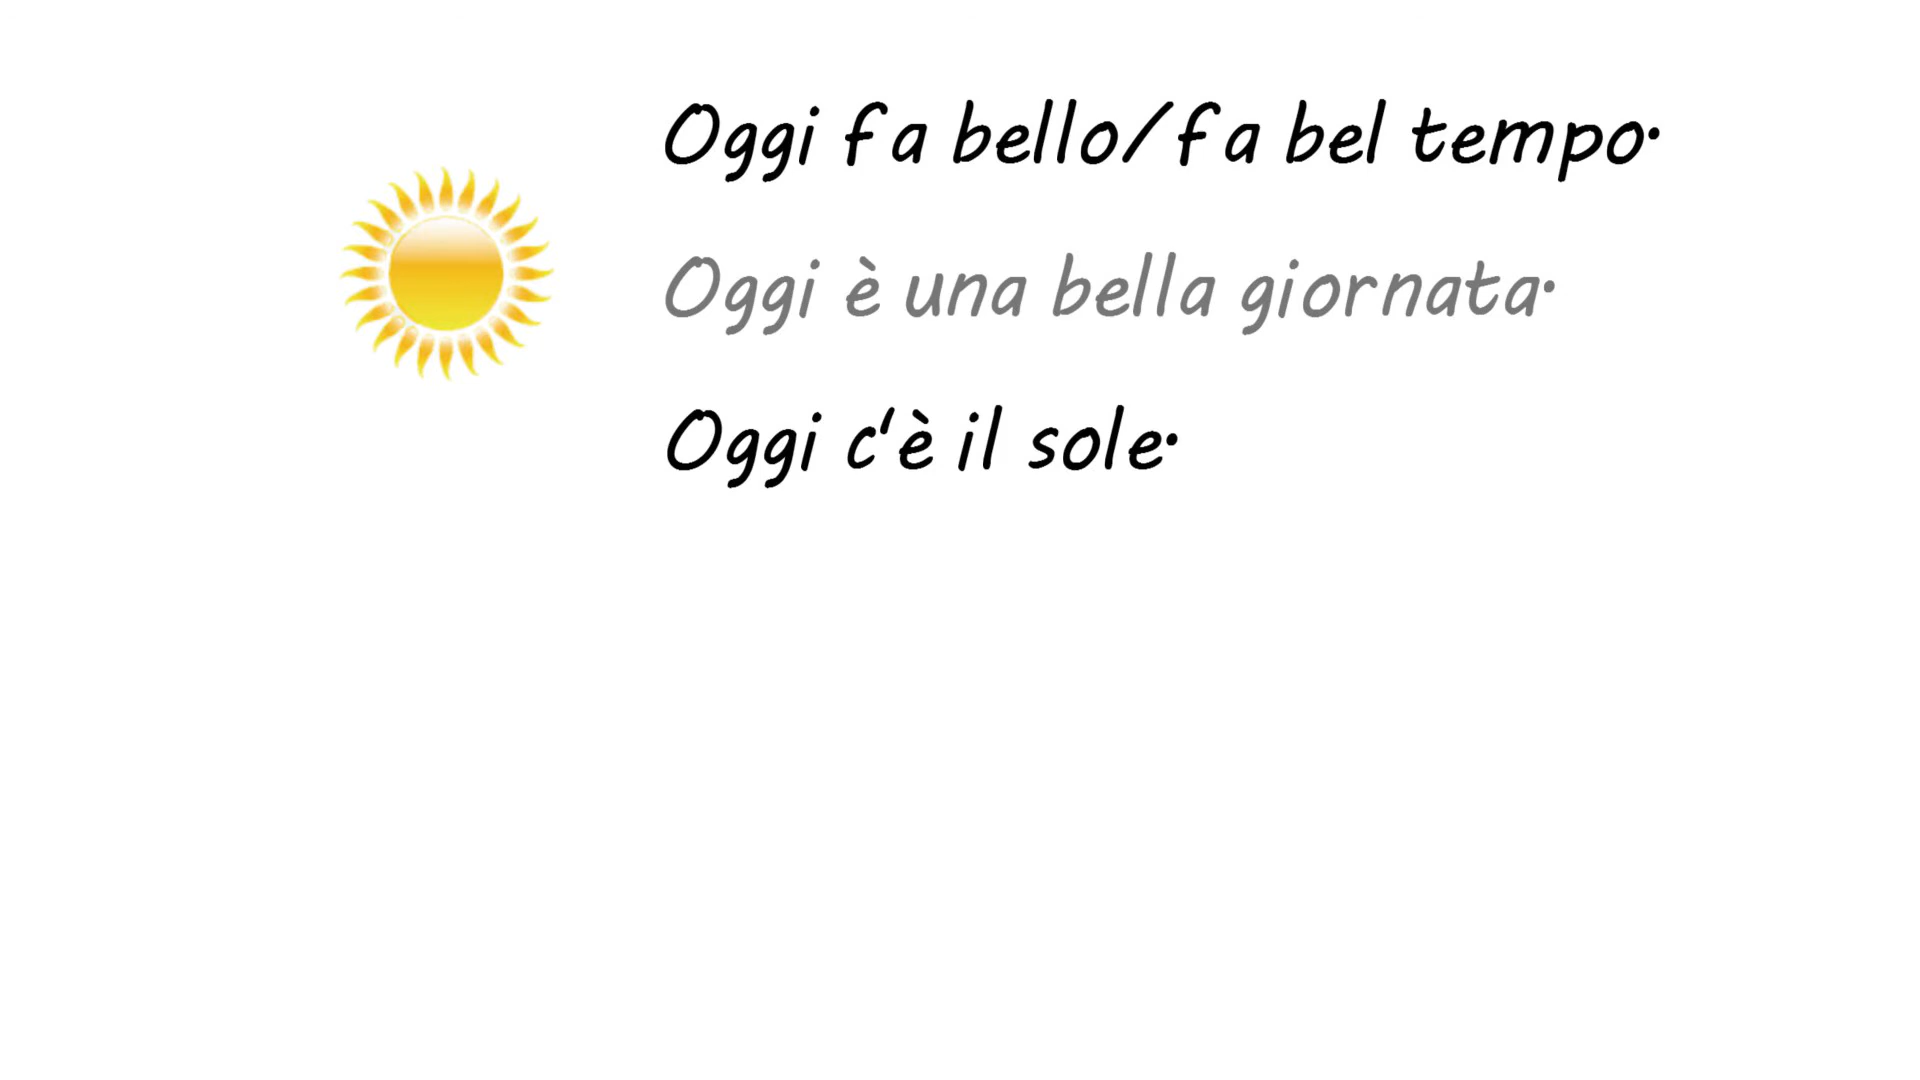 Oggi fa bello/fa bel tempo.
Oggi è una bella giornata.
Oggi c'è il sole.